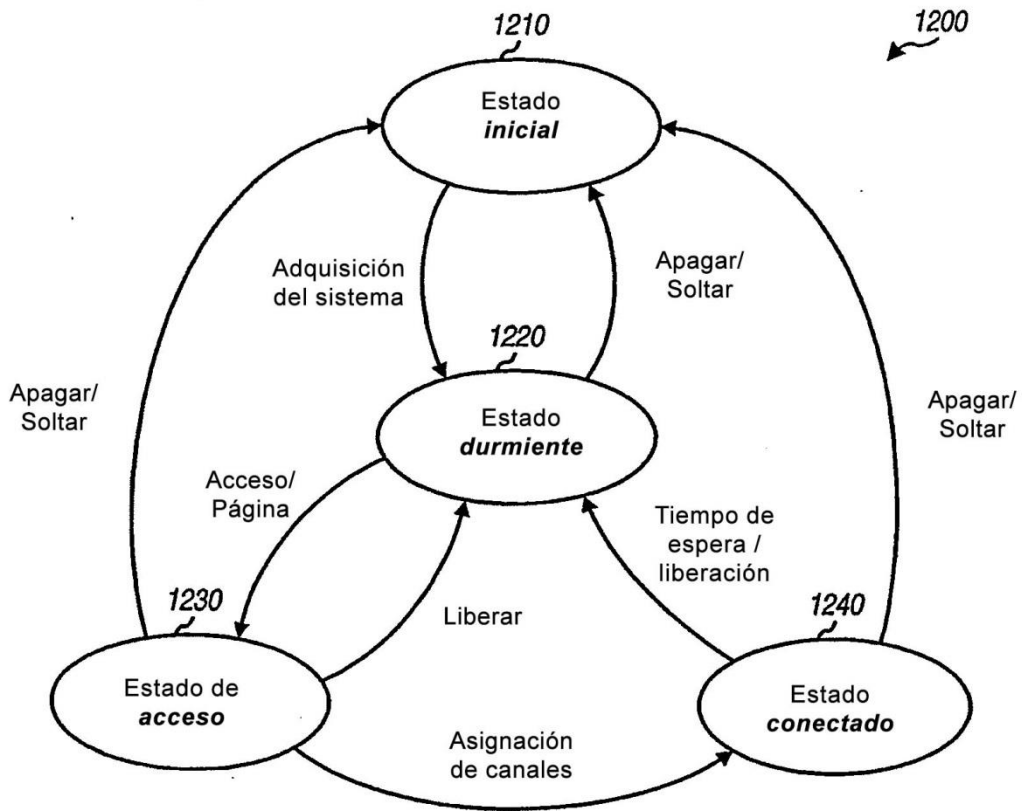 1210
1200
Estado
inicial
Adquisición
del sistema
Apagar/
Soltar
1220
Apagar/
Soltar
Estado
durmiente
Apagar/
Soltar
Acceso/
Página
Tiempo de
espera /
liberación
1230
Liberar
1240
Estado de
acceso
Estado
conectado
Asignación
de canales